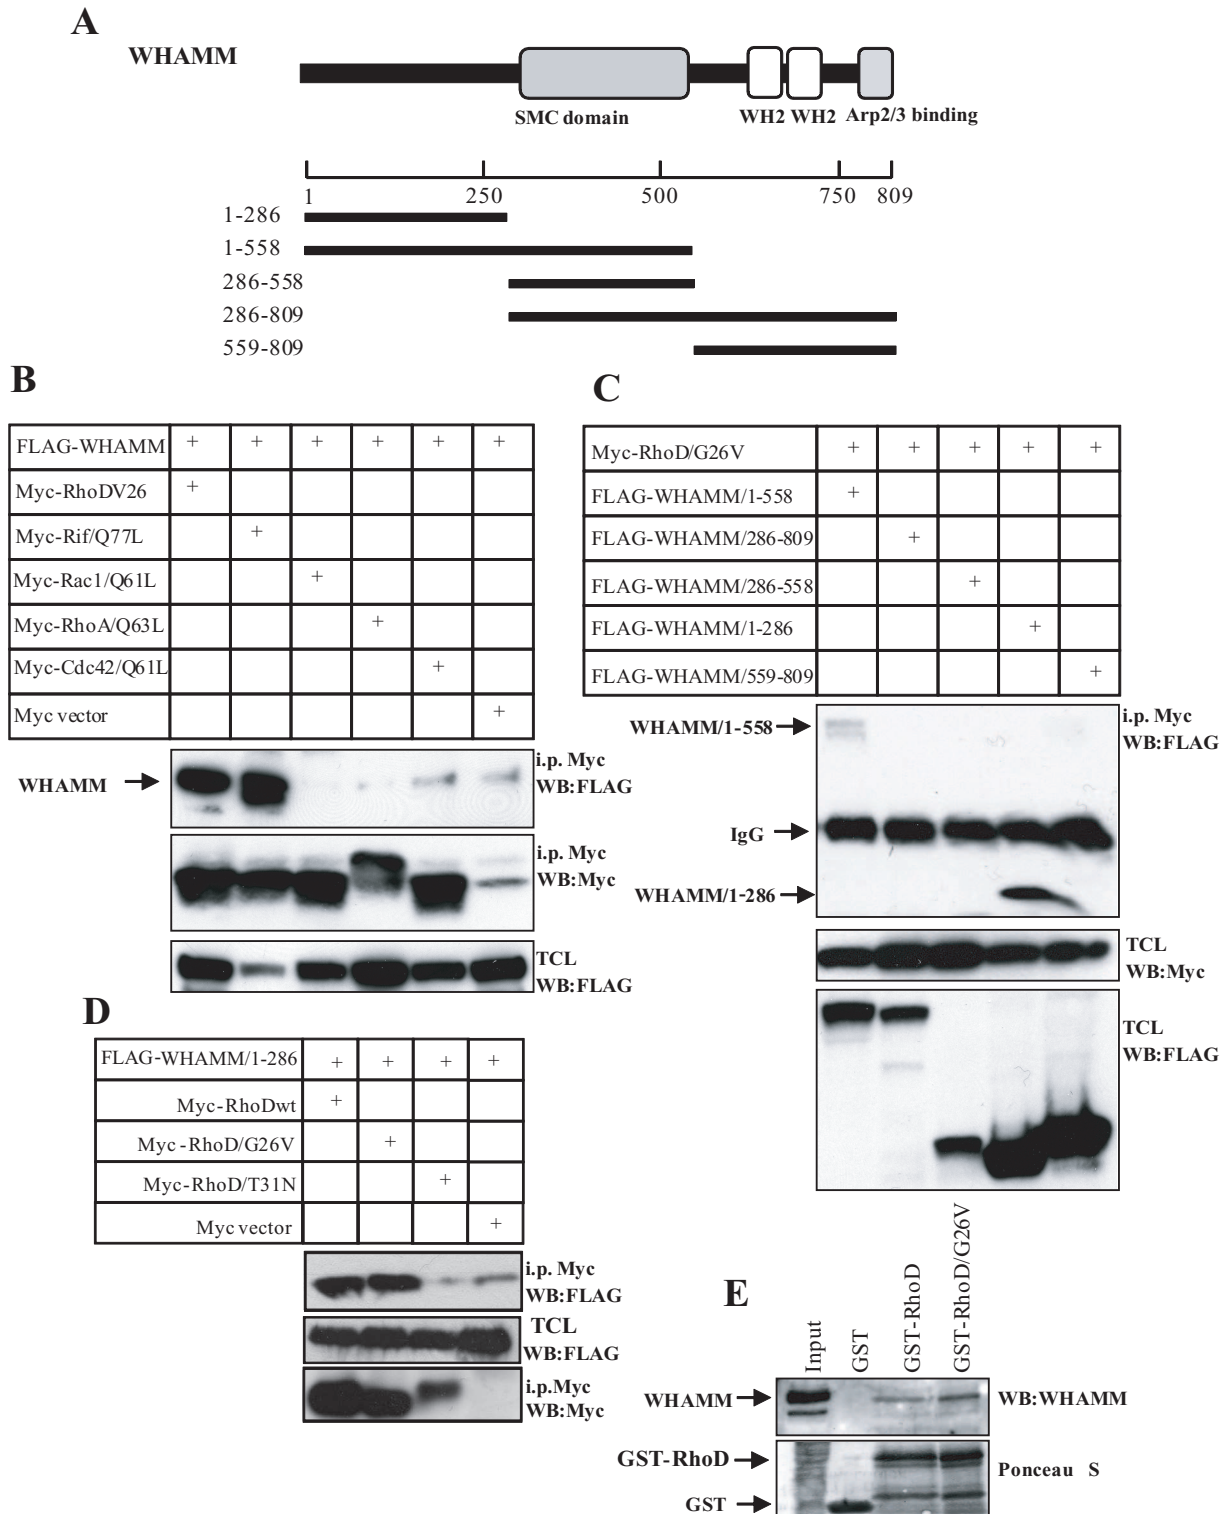 A
WHAMM
SMC domain
WH2 WH2 Arp2/3 binding
1 250 500 750 809
1-286
1-558
286-558
286-809
559-809
B
FLAG-WHAMM + + + + + +
Myc-RhoDV26 +
Myc-Rif/Q77L +
Myc-Rac1/Q61L +
Myc-RhoA/Q63L +
Myc-Cdc42/Q61L +
Myc vector +
WHAMM
i.p. Myc
WB:FLAG
i.p. Myc
WB:Myc
TCL
WB:FLAG
C
Myc-RhoD/G26V + + + + +
FLAG-WHAMM/1-558 +
FLAG-WHAMM/286-809 +
FLAG-WHAMM/286-558 +
FLAG-WHAMM/1-286 +
FLAG-WHAMM/559-809 +
WHAMM/1-558
IgG
WHAMM/1-286
i.p. Myc
WB:FLAG
TCL
WB:Myc
TCL
WB:FLAG
D
FLAG-WHAMM/1-286 + + + +
Myc-RhoDwt +
Myc-RhoD/G26V +
Myc-RhoD/T31N +
Myc vector +
i.p. Myc
WB:FLAG
TCL
WB:FLAG
i.p.Myc
WB:Myc
E
Input
GST
GST-RhoD
GST-RhoD/G26V
WHAMM
WB:WHAMM
GST-RhoD
Ponceau S
GST